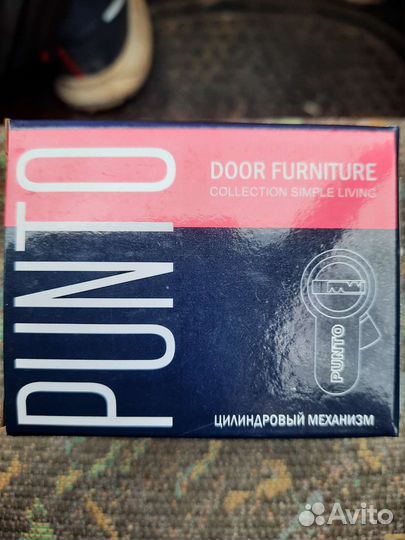 PUNTO
DOOR FURNITURE
COLLECTION SIMPLE LIVING
PUNTO
ЦИЛИНДРОВЫЙ МЕХАНИЗМ
Avito